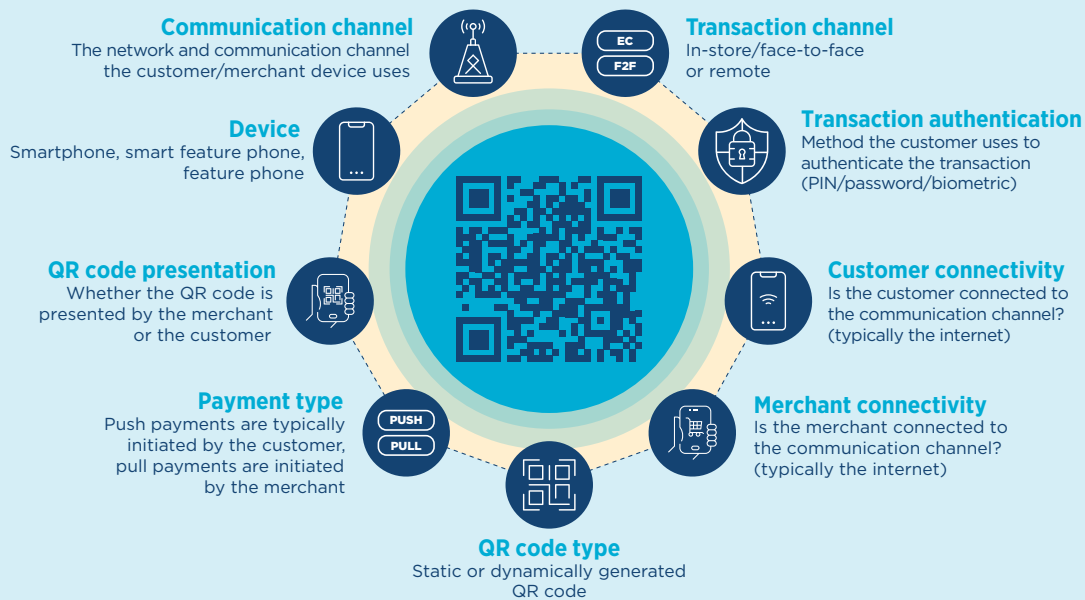 Communication channel
The network and communication channel
the customer/merchant device uses
EC
F2F
Transaction channel
In-store/face-to-face
or remote
Device
Smartphone, smart feature phone,
feature phone
Transaction authentication
Method the customer uses to
authenticate the transaction
(PIN/password/biometric)
QR code presentation
Whether the QR code is
presented by the merchant
or the customer
Customer connectivity
Is the customer connected to
the communication channel?
(typically the internet)
Payment type
Push payments are typically
initiated by the customer,
pull payments are initiated
by the merchant
PUSH
PULL
Merchant connectivity
Is the merchant connected to
the communication channel?
(typically the internet)
QR code type
Static or dynamically generated
QR code